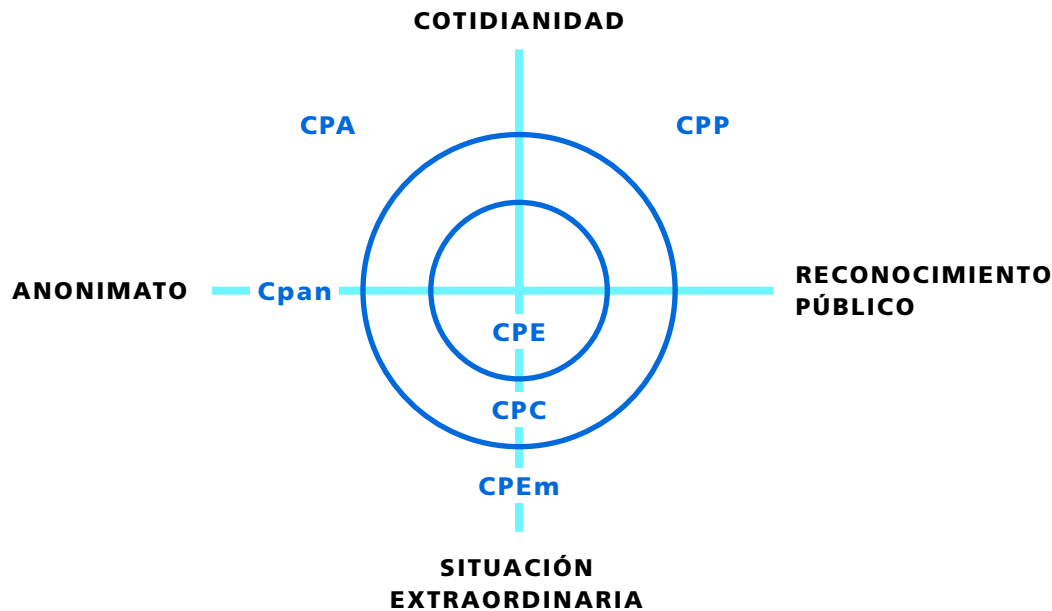 COTIDIANIDAD
CPA
CPP
ANONIMATO
Cpan
RECONOCIMIENTO
PÚBLICO
CPE
CPC
CPEm
SITUACIÓN
EXTRAORDINARIA